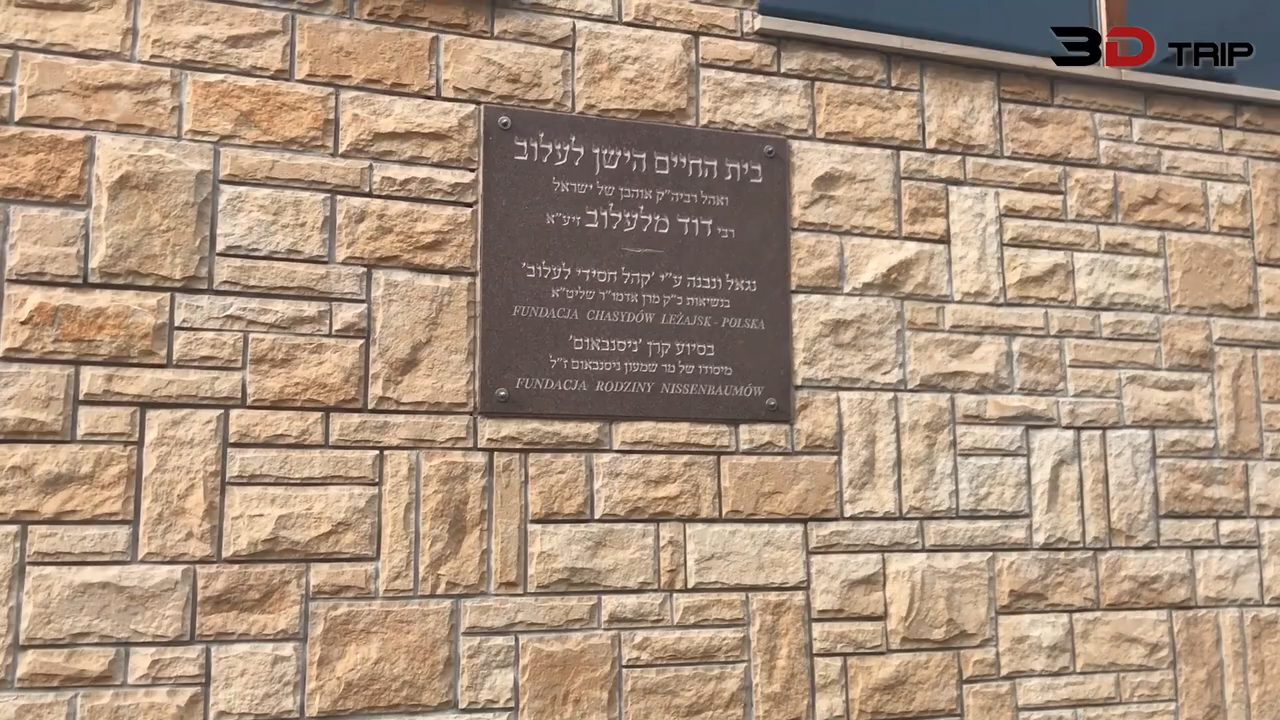 3D TRIP
בית החיים הישן לעלוב
ואהל רביה״ק אוהבן של ישראל
רבי דוד מלעלוב זיע״א
נגאל ונבנה ע״י ׳קהל חסידי לעלוב׳
בנשיאות כ״ק מרן אדמו״ר שליט״א
FUNDACJA CHASYDÓW LEŻAJSK - POLSKA
בסיוע קרן ׳ניסנבאום׳
מיסודו של מר שמעון ניסנבאום ז״ל
FUNDACJA RODZINY NISSENBAUMÓW